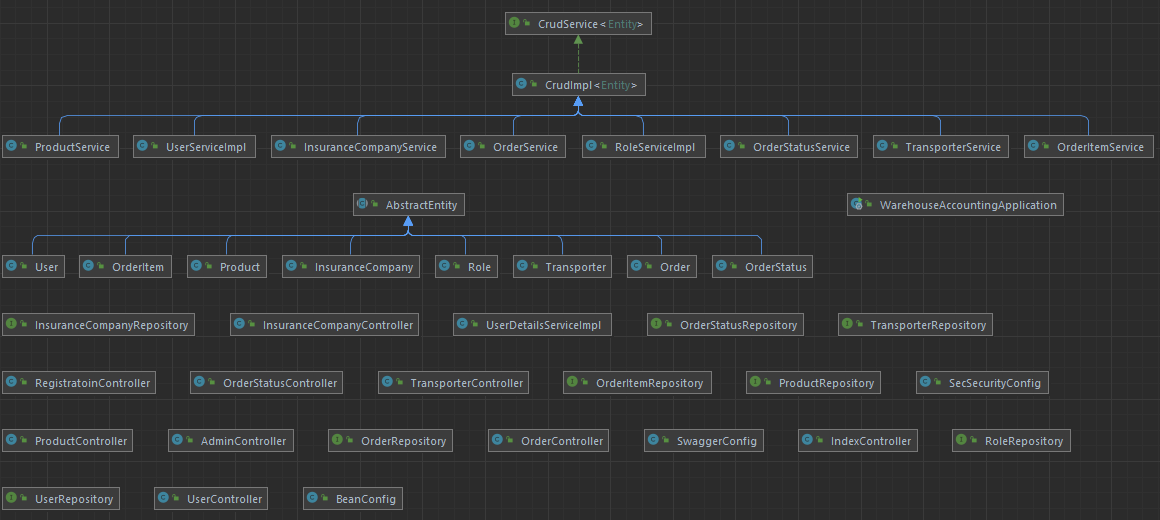 CrudService<Entity>
CrudImpl<Entity>
ProductService UserServiceImpl InsuranceCompanyService OrderService RoleServiceImpl OrderStatusService TransporterService OrderItemService
AbstractEntity WarehouseAccountingApplication
User OrderItem Product InsuranceCompany Role Transporter Order OrderStatus
InsuranceCompanyRepository InsuranceCompanyController UserDetailsServiceImpl OrderStatusRepository TransporterRepository
RegistratoinController OrderStatusController TransporterController OrderItemRepository ProductRepository SecSecurityConfig
ProductController AdminController OrderRepository OrderController SwaggerConfig IndexController RoleRepository
UserRepository UserController BeanConfig